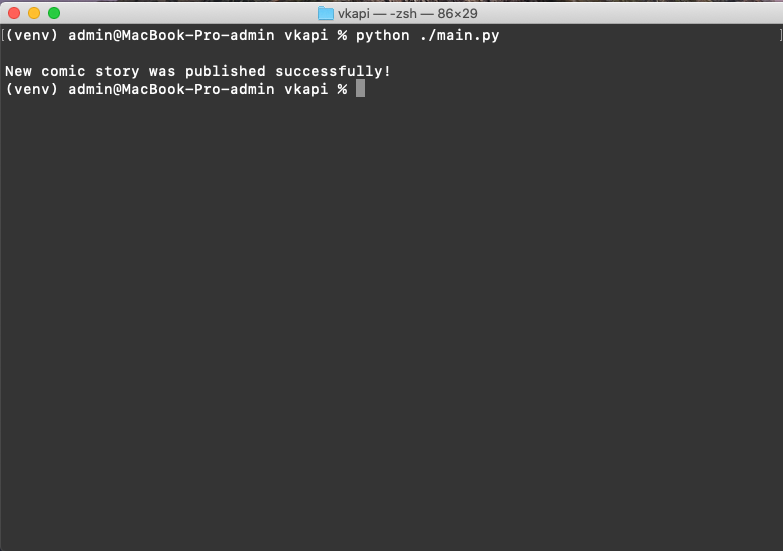 vkapi — -zsh — 86×29
(venv) admin@MacBook-Pro-admin vkapi % python ./main.py
New comic story was published successfully!
(venv) admin@MacBook-Pro-admin vkapi %